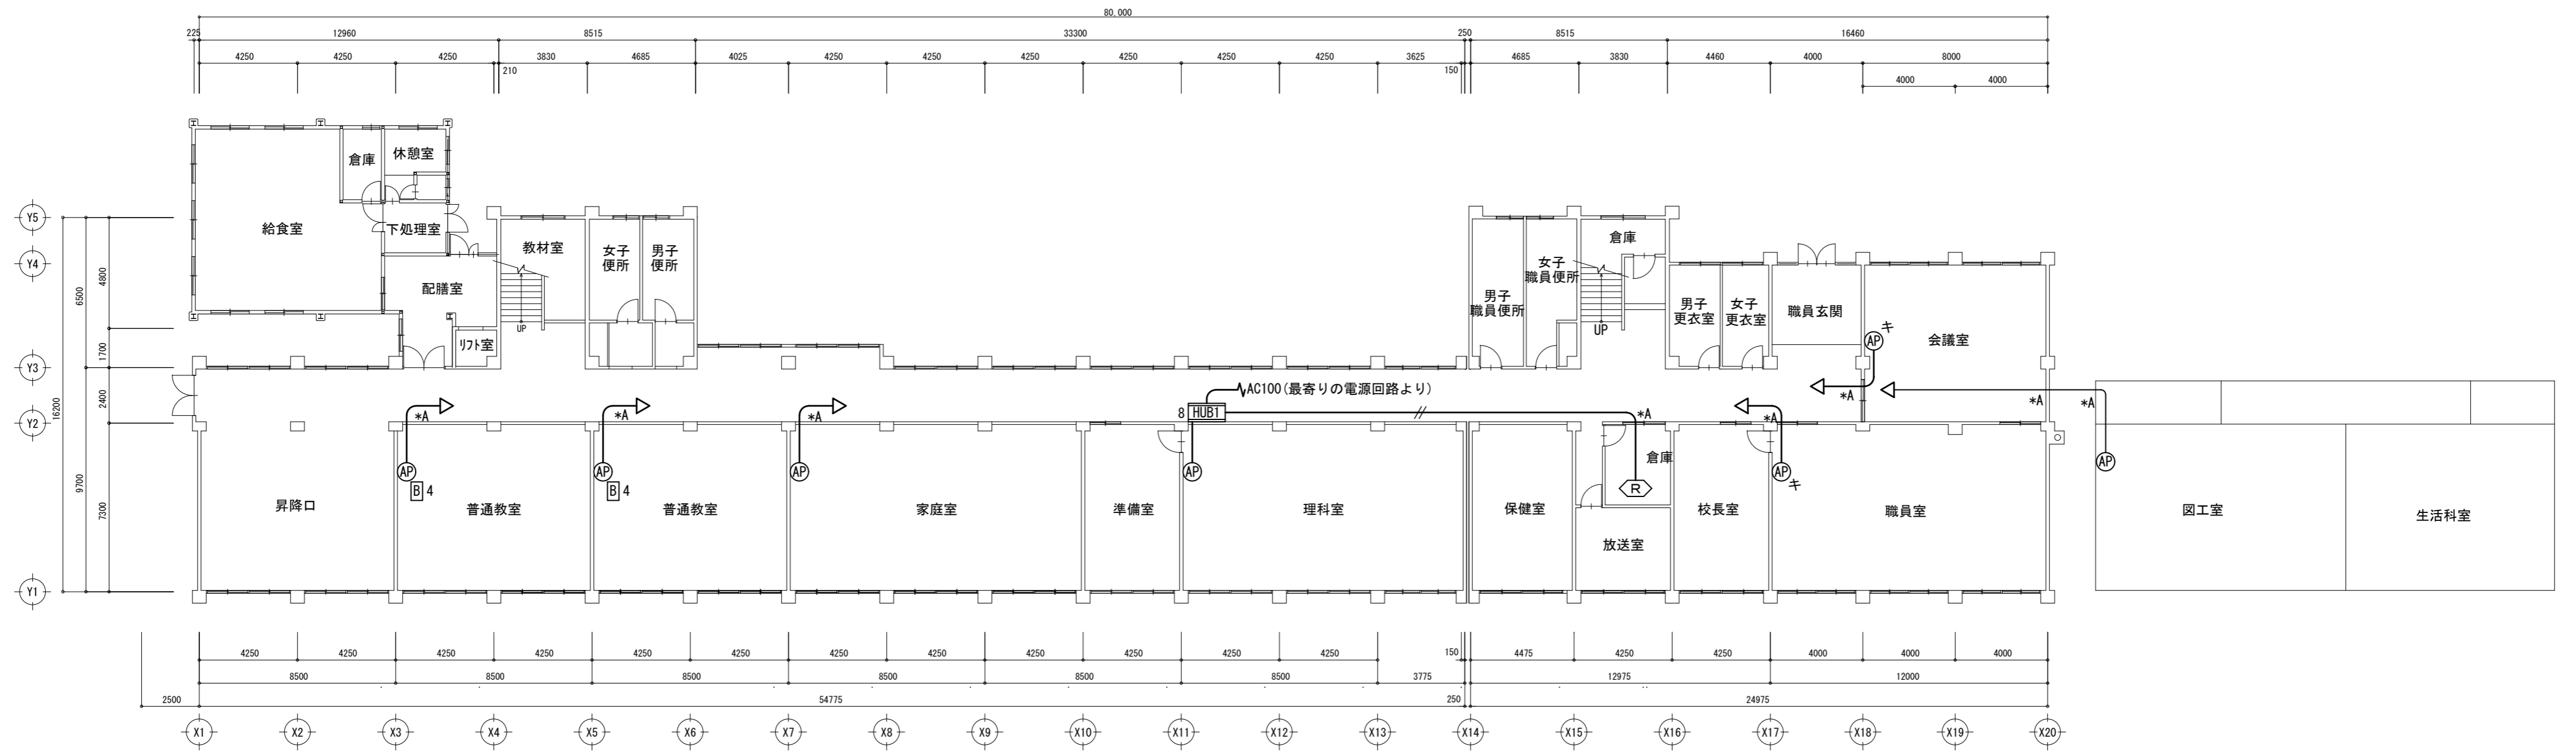 80,000
225
12960
8515
33300
250
8515
16460
4250
4250
4250
210
3830
4685
4025
4250
4250
4250
4250
4250
4250
3625
150
4685
3830
4460
4000
8000
4000
4000
倉庫
休憩室
給食室
下処理室
教材室
女子
便所
男子
便所
配膳室
UP
リフト室
男子
職員便所
女子
職員便所
倉庫
UP
男子
更衣室
女子
更衣室
職員玄関
会議室
キ
AP
Y5
Y4
Y3
Y2
Y1
16200
6500
9700
4800
1700
2400
7300
*A
*A
*A
8
HUB1
AC100(最寄りの電源回路より)
*A
*A
*A
*A
*A
AP
B 4
AP
B 4
AP
AP
R
AP
キ
AP
昇降口
普通教室
普通教室
家庭室
準備室
理科室
保健室
倉庫
放送室
校長室
職員室
図工室
生活科室
4250
4250
4250
4250
4250
4250
4250
4250
4250
4250
4250
4250
150
4475
4250
4250
4000
4000
4000
8500
8500
8500
8500
8500
8500
3775
12975
12000
2500
54775
250
24975
X1
X2
X3
X4
X5
X6
X7
X8
X9
X10
X11
X12
X13
X14
X15
X16
X17
X18
X19
X20